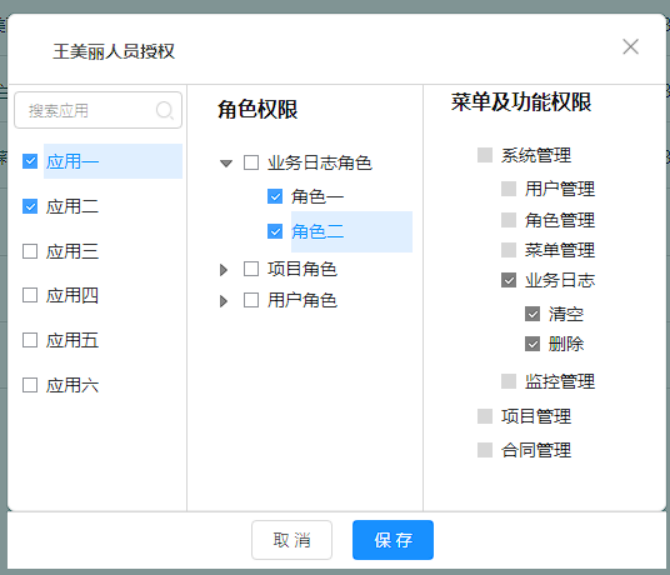 王美丽人员授权
搜索应用
应用一
应用二
应用三
应用四
应用五
应用六
角色权限
业务日志角色
角色一
角色二
项目角色
用户角色
菜单及功能权限
系统管理
用户管理
角色管理
菜单管理
业务日志
清空
删除
监控管理
项目管理
合同管理
取消
保存